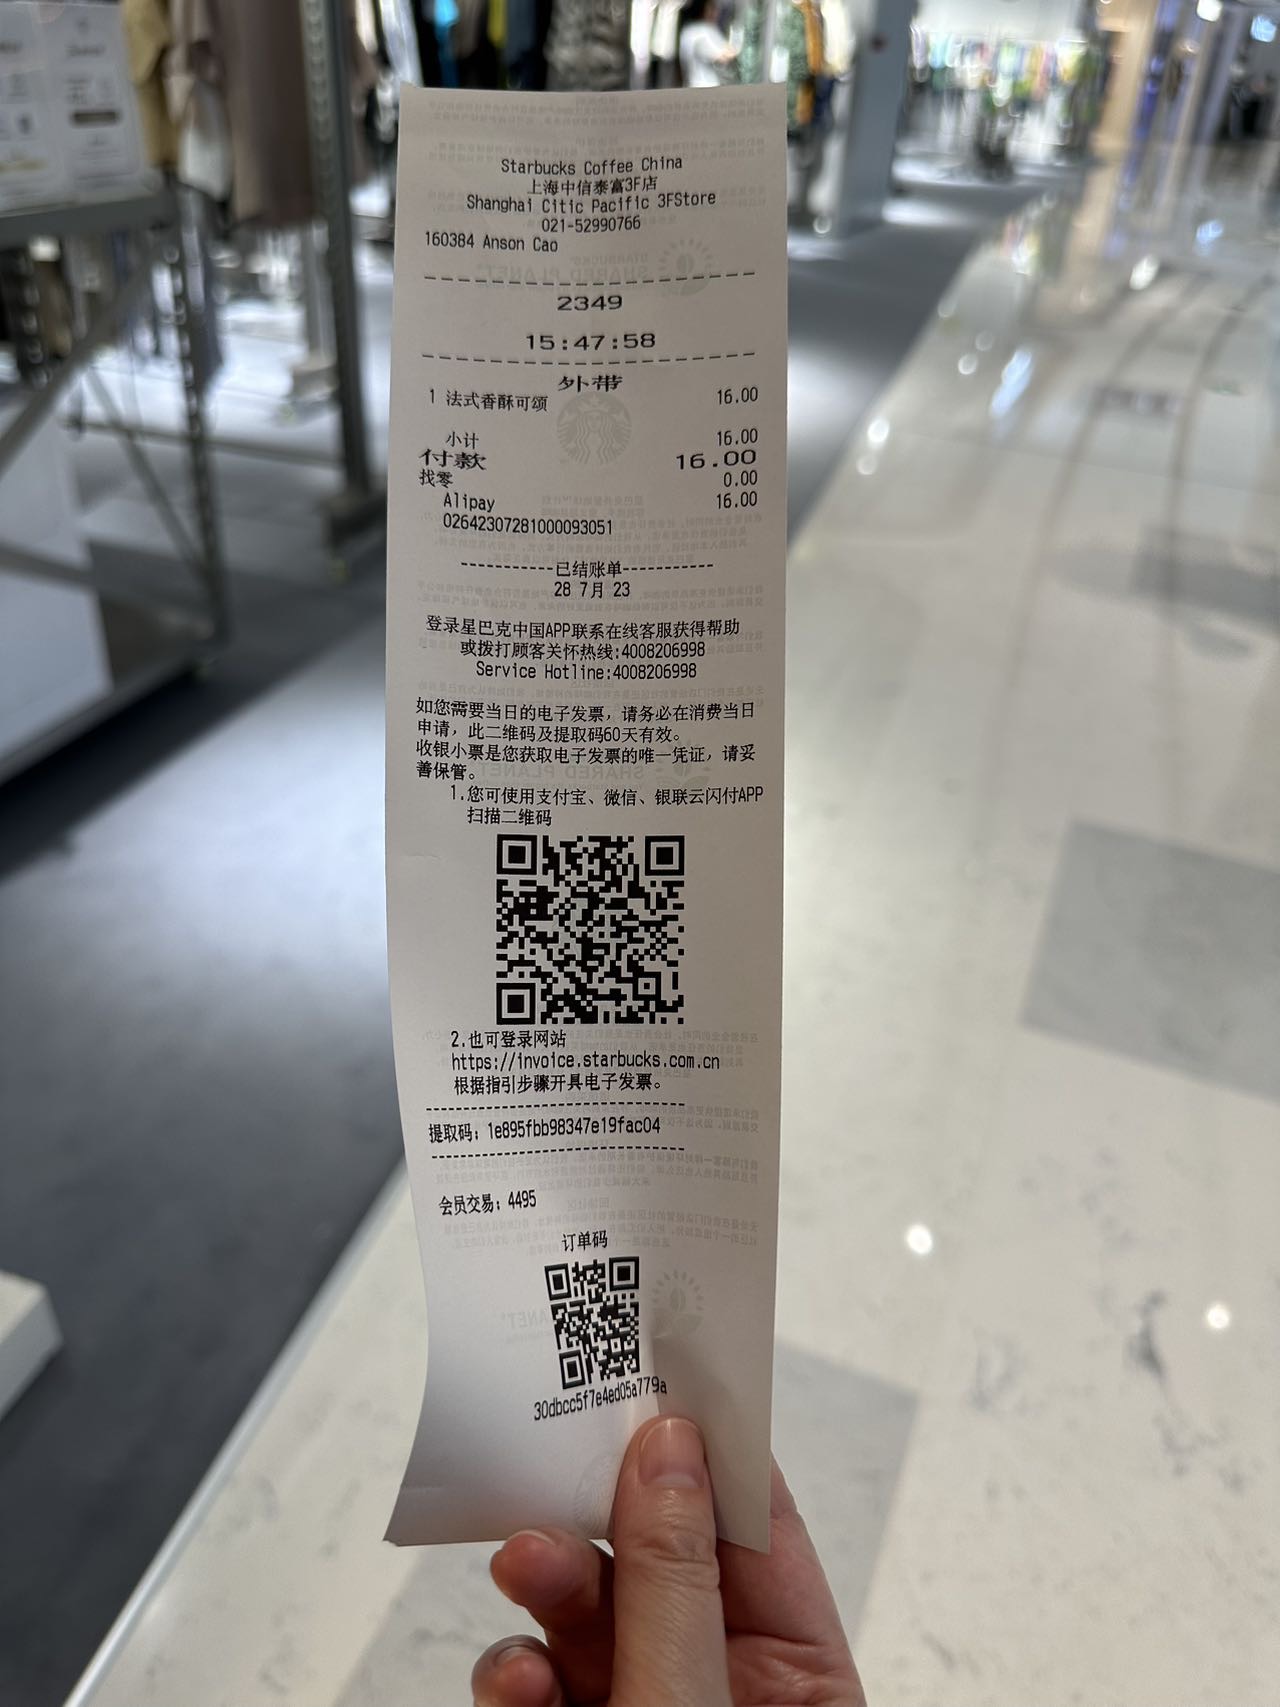 Starbucks Coffee China
上海中信泰富3F店
Shanghai Citic Pacific 3FStore
021-52990766
160384 Anson Cao
2349
15:47:58
外带
1 法式香酥可颂 16.00
小计 16.00
付款 16.00
找零 0.00
Alipay 16.00
02642307281000093051
-----------已结账单-----------
28 7月 23
登录星巴克中国APP联系在线客服获得帮助
或拨打顾客关怀热线:4008206998
Service Hotline:4008206998
如您需要当日的电子发票，请务必在消费当日
申请，此二维码及提取码60天有效。
收银小票是您获取电子发票的唯一凭证，请妥
善保管。
1.您可使用支付宝、微信、银联云闪付APP
扫描二维码
2.也可登录网站
https://invoice.starbucks.com.cn
根据指引步骤开具电子发票。
提取码：1e895fbb98347e19fac04
会员交易：4495
订单码
30dbcc5f7e4ed05a779a